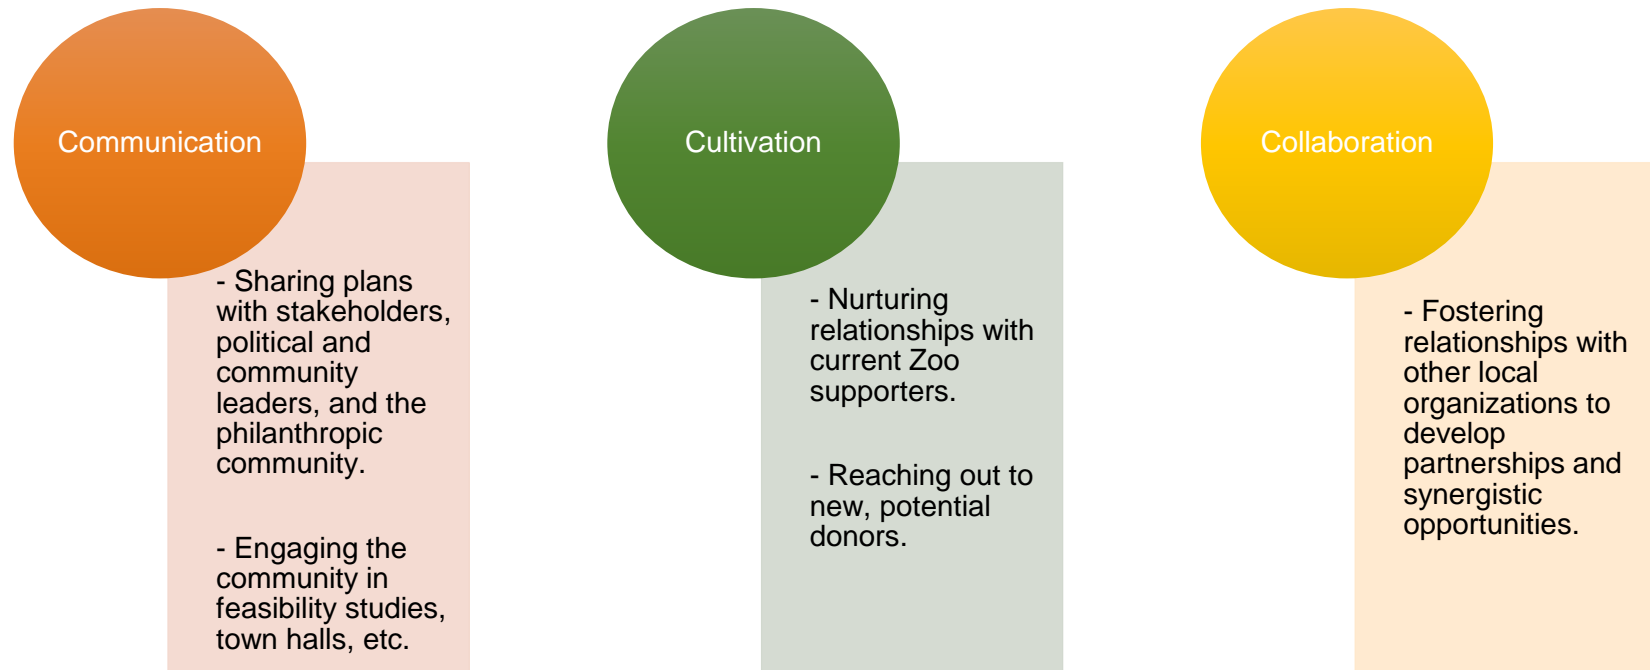 Communication
- Sharing plans
with stakeholders,
political and
community
leaders, and the
philanthropic
community.
- Engaging the
community in
feasibility studies,
town halls, etc.
Cultivation
- Nurturing
relationships with
current Zoo
supporters.
- Reaching out to
new, potential
donors.
Collaboration
- Fostering
relationships with
other local
organizations to
develop
partnerships and
synergistic
opportunities.